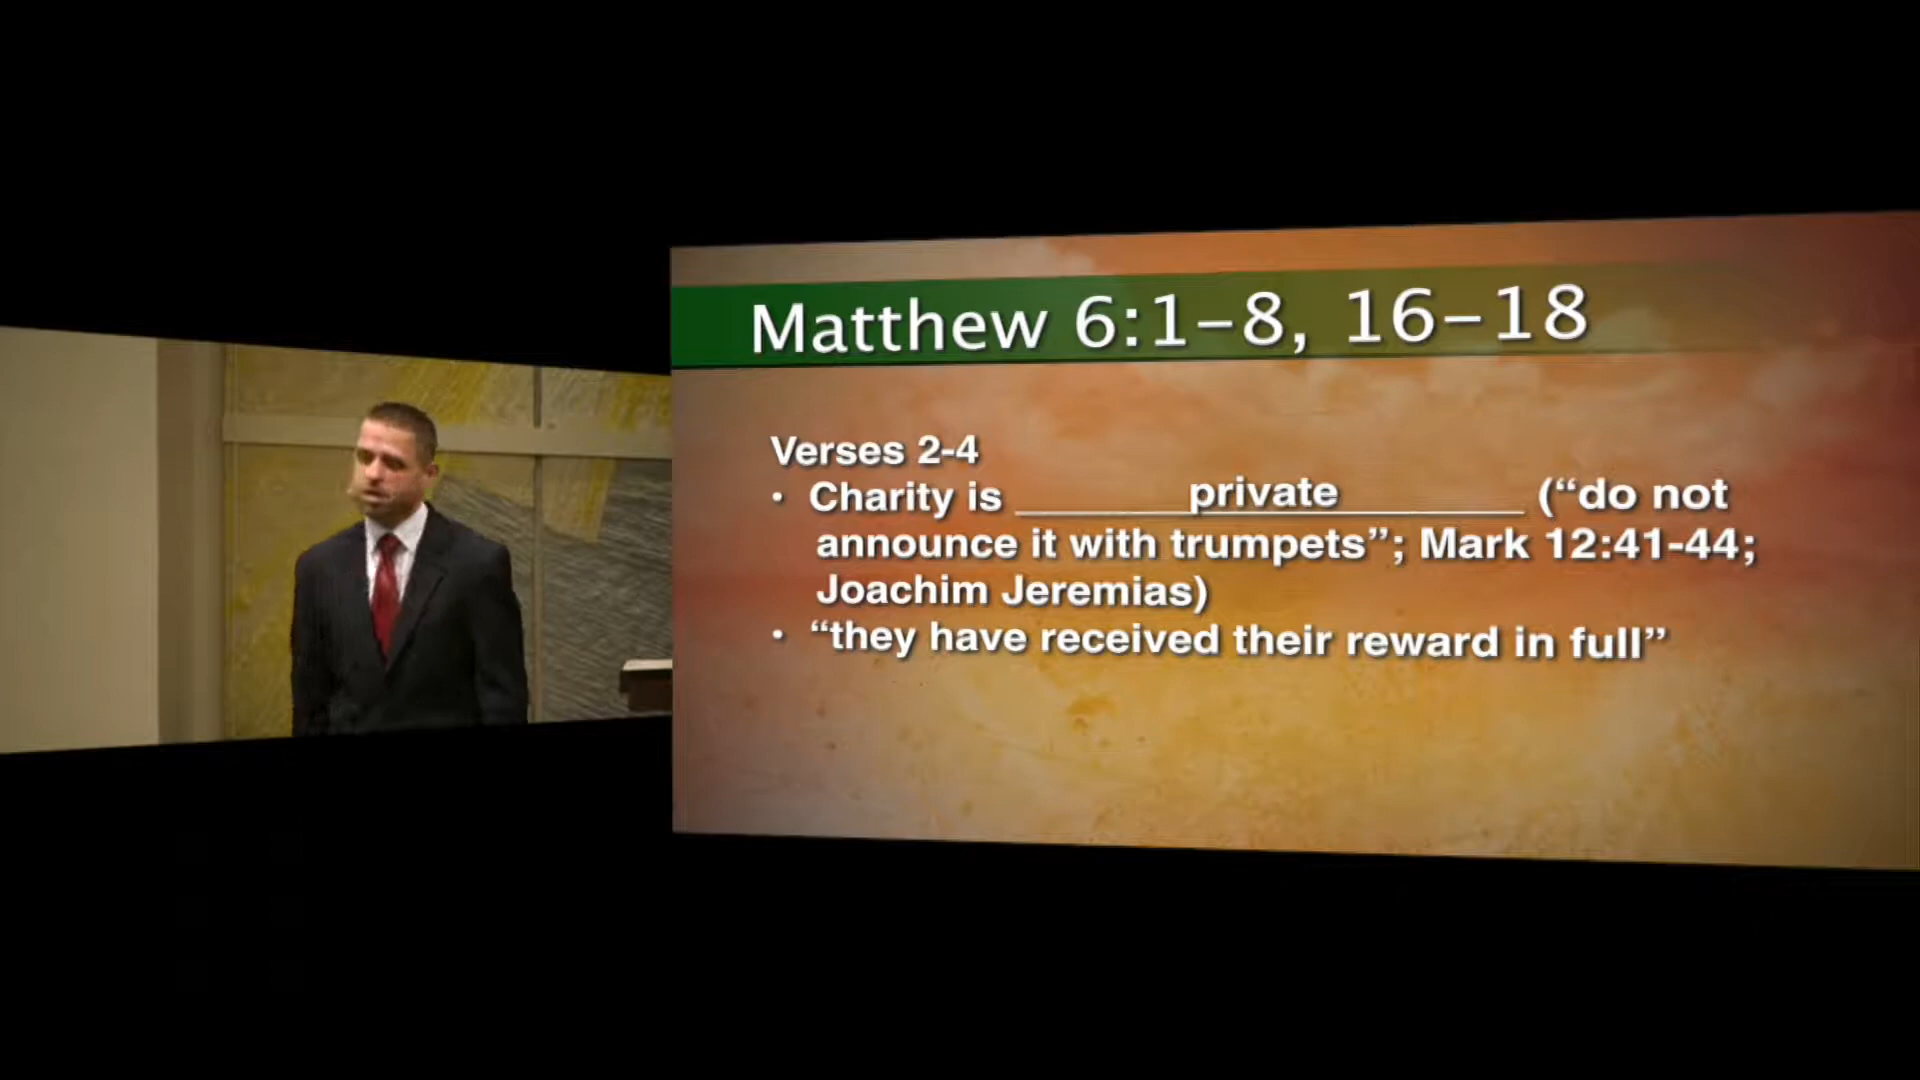 Matthew 6:1–8, 16–18
Verses 2-4
• Charity is ________private________ (“do not
announce it with trumpets”; Mark 12:41-44;
Joachim Jeremias)
• “they have received their reward in full”